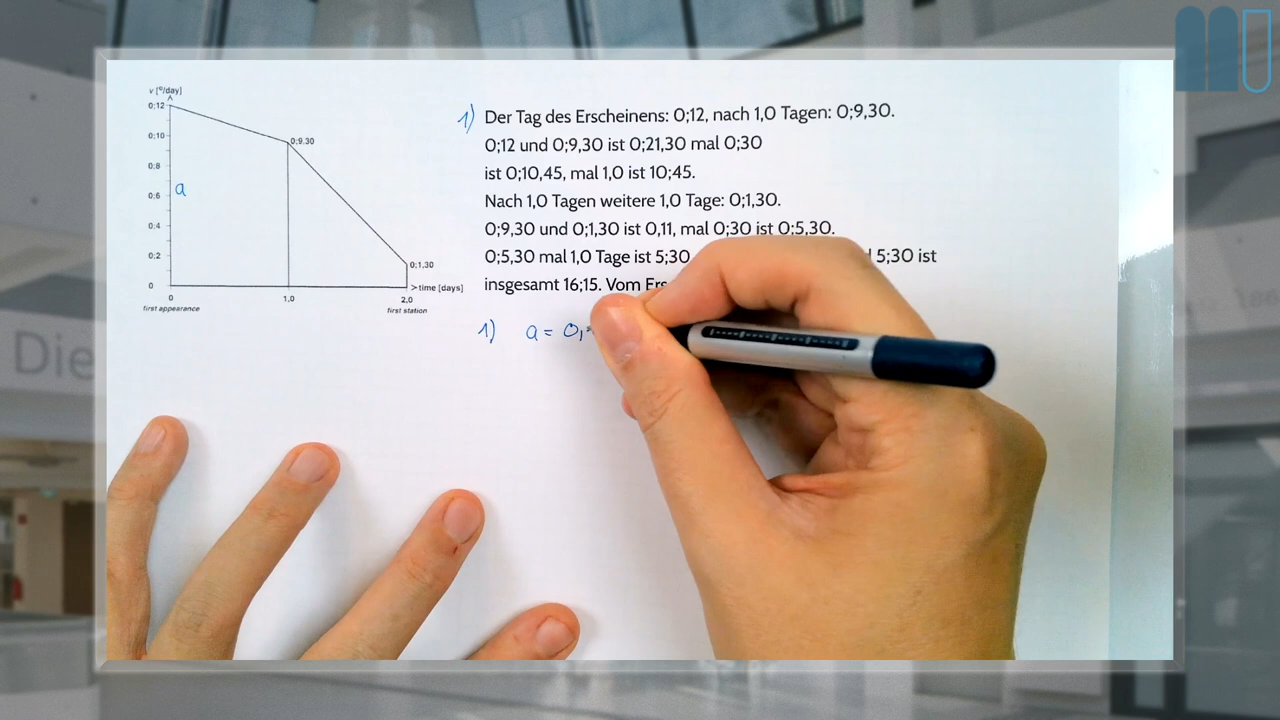 v [°/day]
0;12
0;10
0;8
0;6
0;4
0;2
0
a
0;9.30
0;1,30
>time [days]
0
1,0
2,0
first appearance
first station
1) Der Tag des Erscheinens: 0;12, nach 1,0 Tagen: 0;9,30.
0;12 und 0;9,30 ist 0;21,30 mal 0;30
ist 0;10,45, mal 1,0 ist 10;45.
Nach 1,0 Tagen weitere 1,0 Tage: 0;1,30.
0;9,30 und 0;1,30 ist 0,11, mal 0;30 ist 0;5,30.
0;5,30 mal 1,0 Tage ist 5;30 5;30 ist
insgesamt 16;15. Vom
1) a = 0;
Die